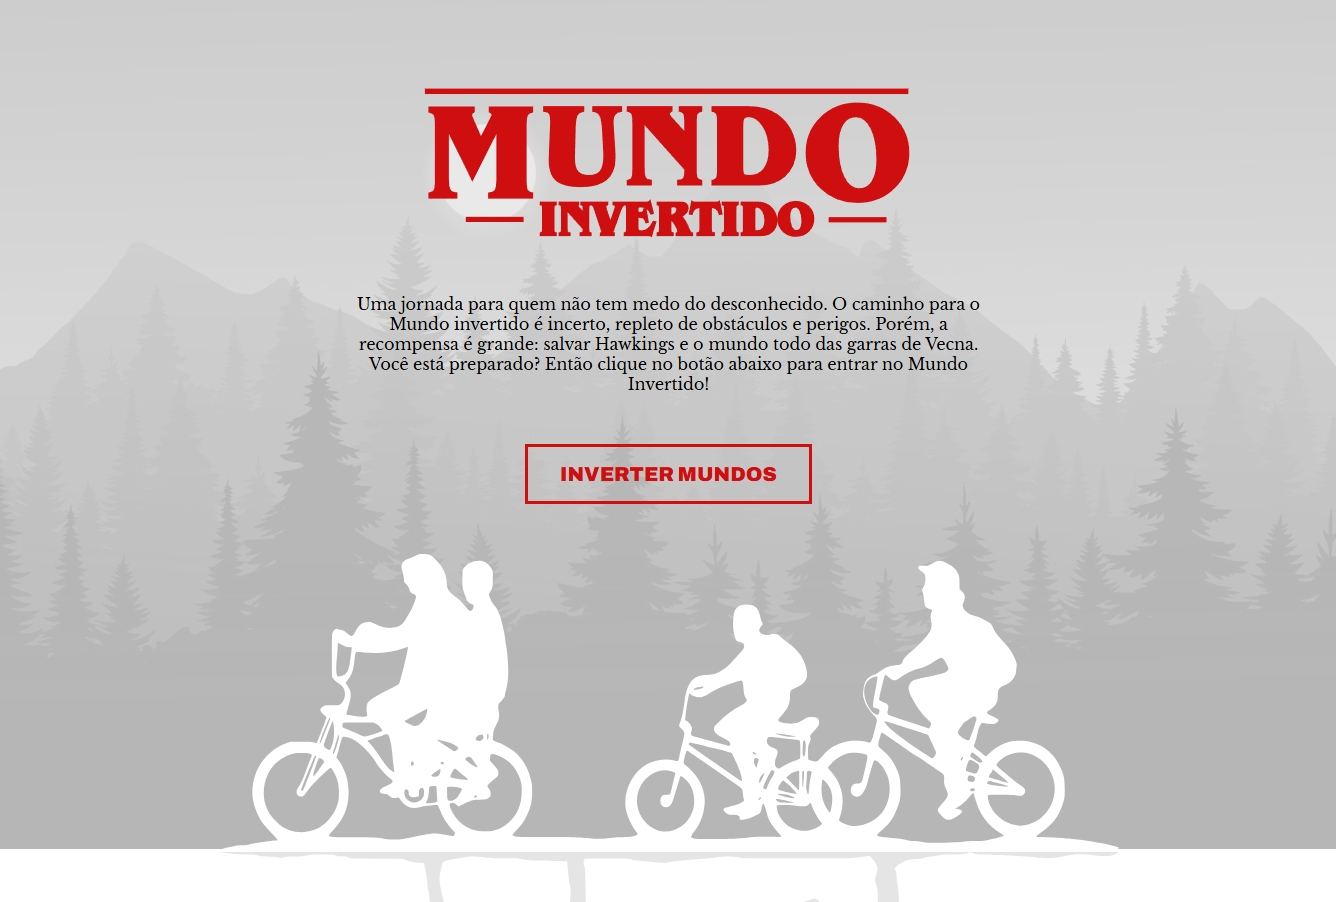 MUNDO
INVERTIDO
Uma jornada para quem não tem medo do desconhecido. O caminho para o
Mundo invertido é incerto, repleto de obstáculos e perigos. Porém, a
recompensa é grande: salvar Hawkings e o mundo todo das garras de Vecna.
Você está preparado? Então clique no botão abaixo para entrar no Mundo
Invertido!
INVERTER MUNDOS